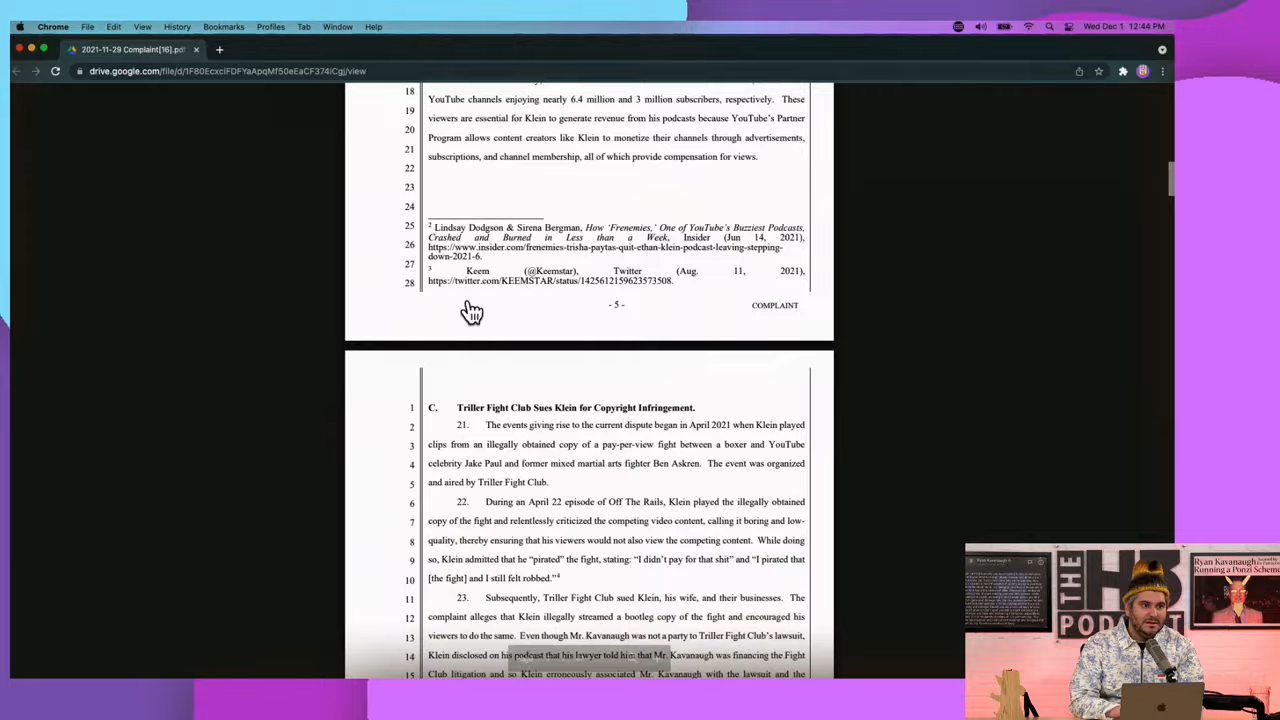 Chrome File Edit View History Bookmarks Profiles Tab Window Help Wed Dec 1 12:44 PM
2021-11-29 Complaint[16].pdf
drive.google.com/file/d/1F80EcxciFDFYaApqMf50eEaCF374iCgj/view
18 YouTube channels enjoying nearly 6.4 million and 3 million subscribers, respectively. These
19 viewers are essential for Klein to generate revenue from his podcasts because YouTube's Partner
20 Program allows content creators like Klein to monetize their channels through advertisements,
21 subscriptions, and channel membership, all of which provide compensation for views.
22
23
24
25 2 Lindsay Dodgson & Sirena Bergman, How 'Frenemies,' One of YouTube's Buzziest Podcasts,
Crashed and Burned in Less than a Week, Insider (Jun 14, 2021),
26 https://www.insider.com/frenemies-trisha-paytas-quit-ethan-klein-podcast-leaving-stepping-
down-2021-6.
27 3 Keem (@Keemstar), Twitter (Aug. 11, 2021),
28 https://twitter.com/KEEMSTAR/status/1425612159623573508.
- 5 - COMPLAINT
1 C. Triller Fight Club Sues Klein for Copyright Infringement.
2 21. The events giving rise to the current dispute began in April 2021 when Klein played
3 clips from an illegally obtained copy of a pay-per-view fight between a boxer and YouTube
4 celebrity Jake Paul and former mixed martial arts fighter Ben Askren. The event was organized
5 and aired by Triller Fight Club.
6 22. During an April 22 episode of Off The Rails, Klein played the illegally obtained
7 copy of the fight and relentlessly criticized the competing video content, calling it boring and low-
8 quality, thereby ensuring that his viewers would not also view the competing content. While doing
9 so, Klein admitted that he "pirated" the fight, stating: "I didn't pay for that shit" and "I pirated that
10 [the fight] and I still felt robbed."4
11 23. Subsequently, Triller Fight Club sued Klein, his wife, and their businesses. The
12 complaint alleges that Klein illegally streamed a bootleg copy of the fight and encouraged his
13 viewers to do the same. Even though Mr. Kavanaugh was not a party to Triller Fight Club's lawsuit,
14 Klein disclosed on his podcast that his lawyer told him that Mr. Kavanaugh was financing the Fight
15 Club litigation and so Klein erroneously associated Mr. Kavanaugh with the lawsuit and the
THE
PODCAST
Ryan Kavanaugh
Running a Ponzi Scheme